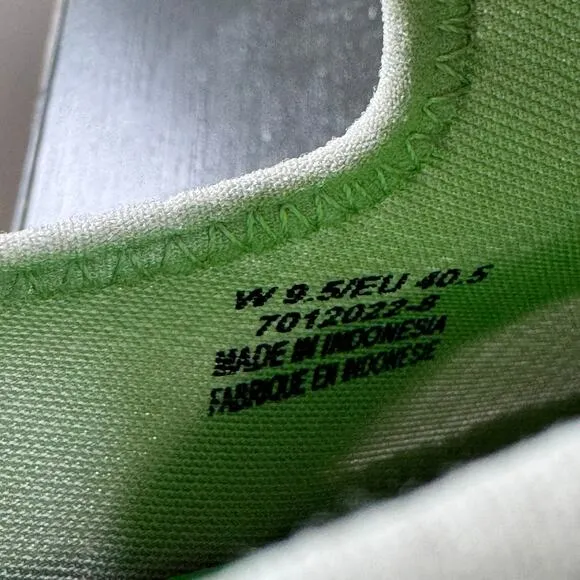 W 9.5/EU 40.5
7012022-8
MADE IN INDONESIA
FABRIQUE EN INDONESIE